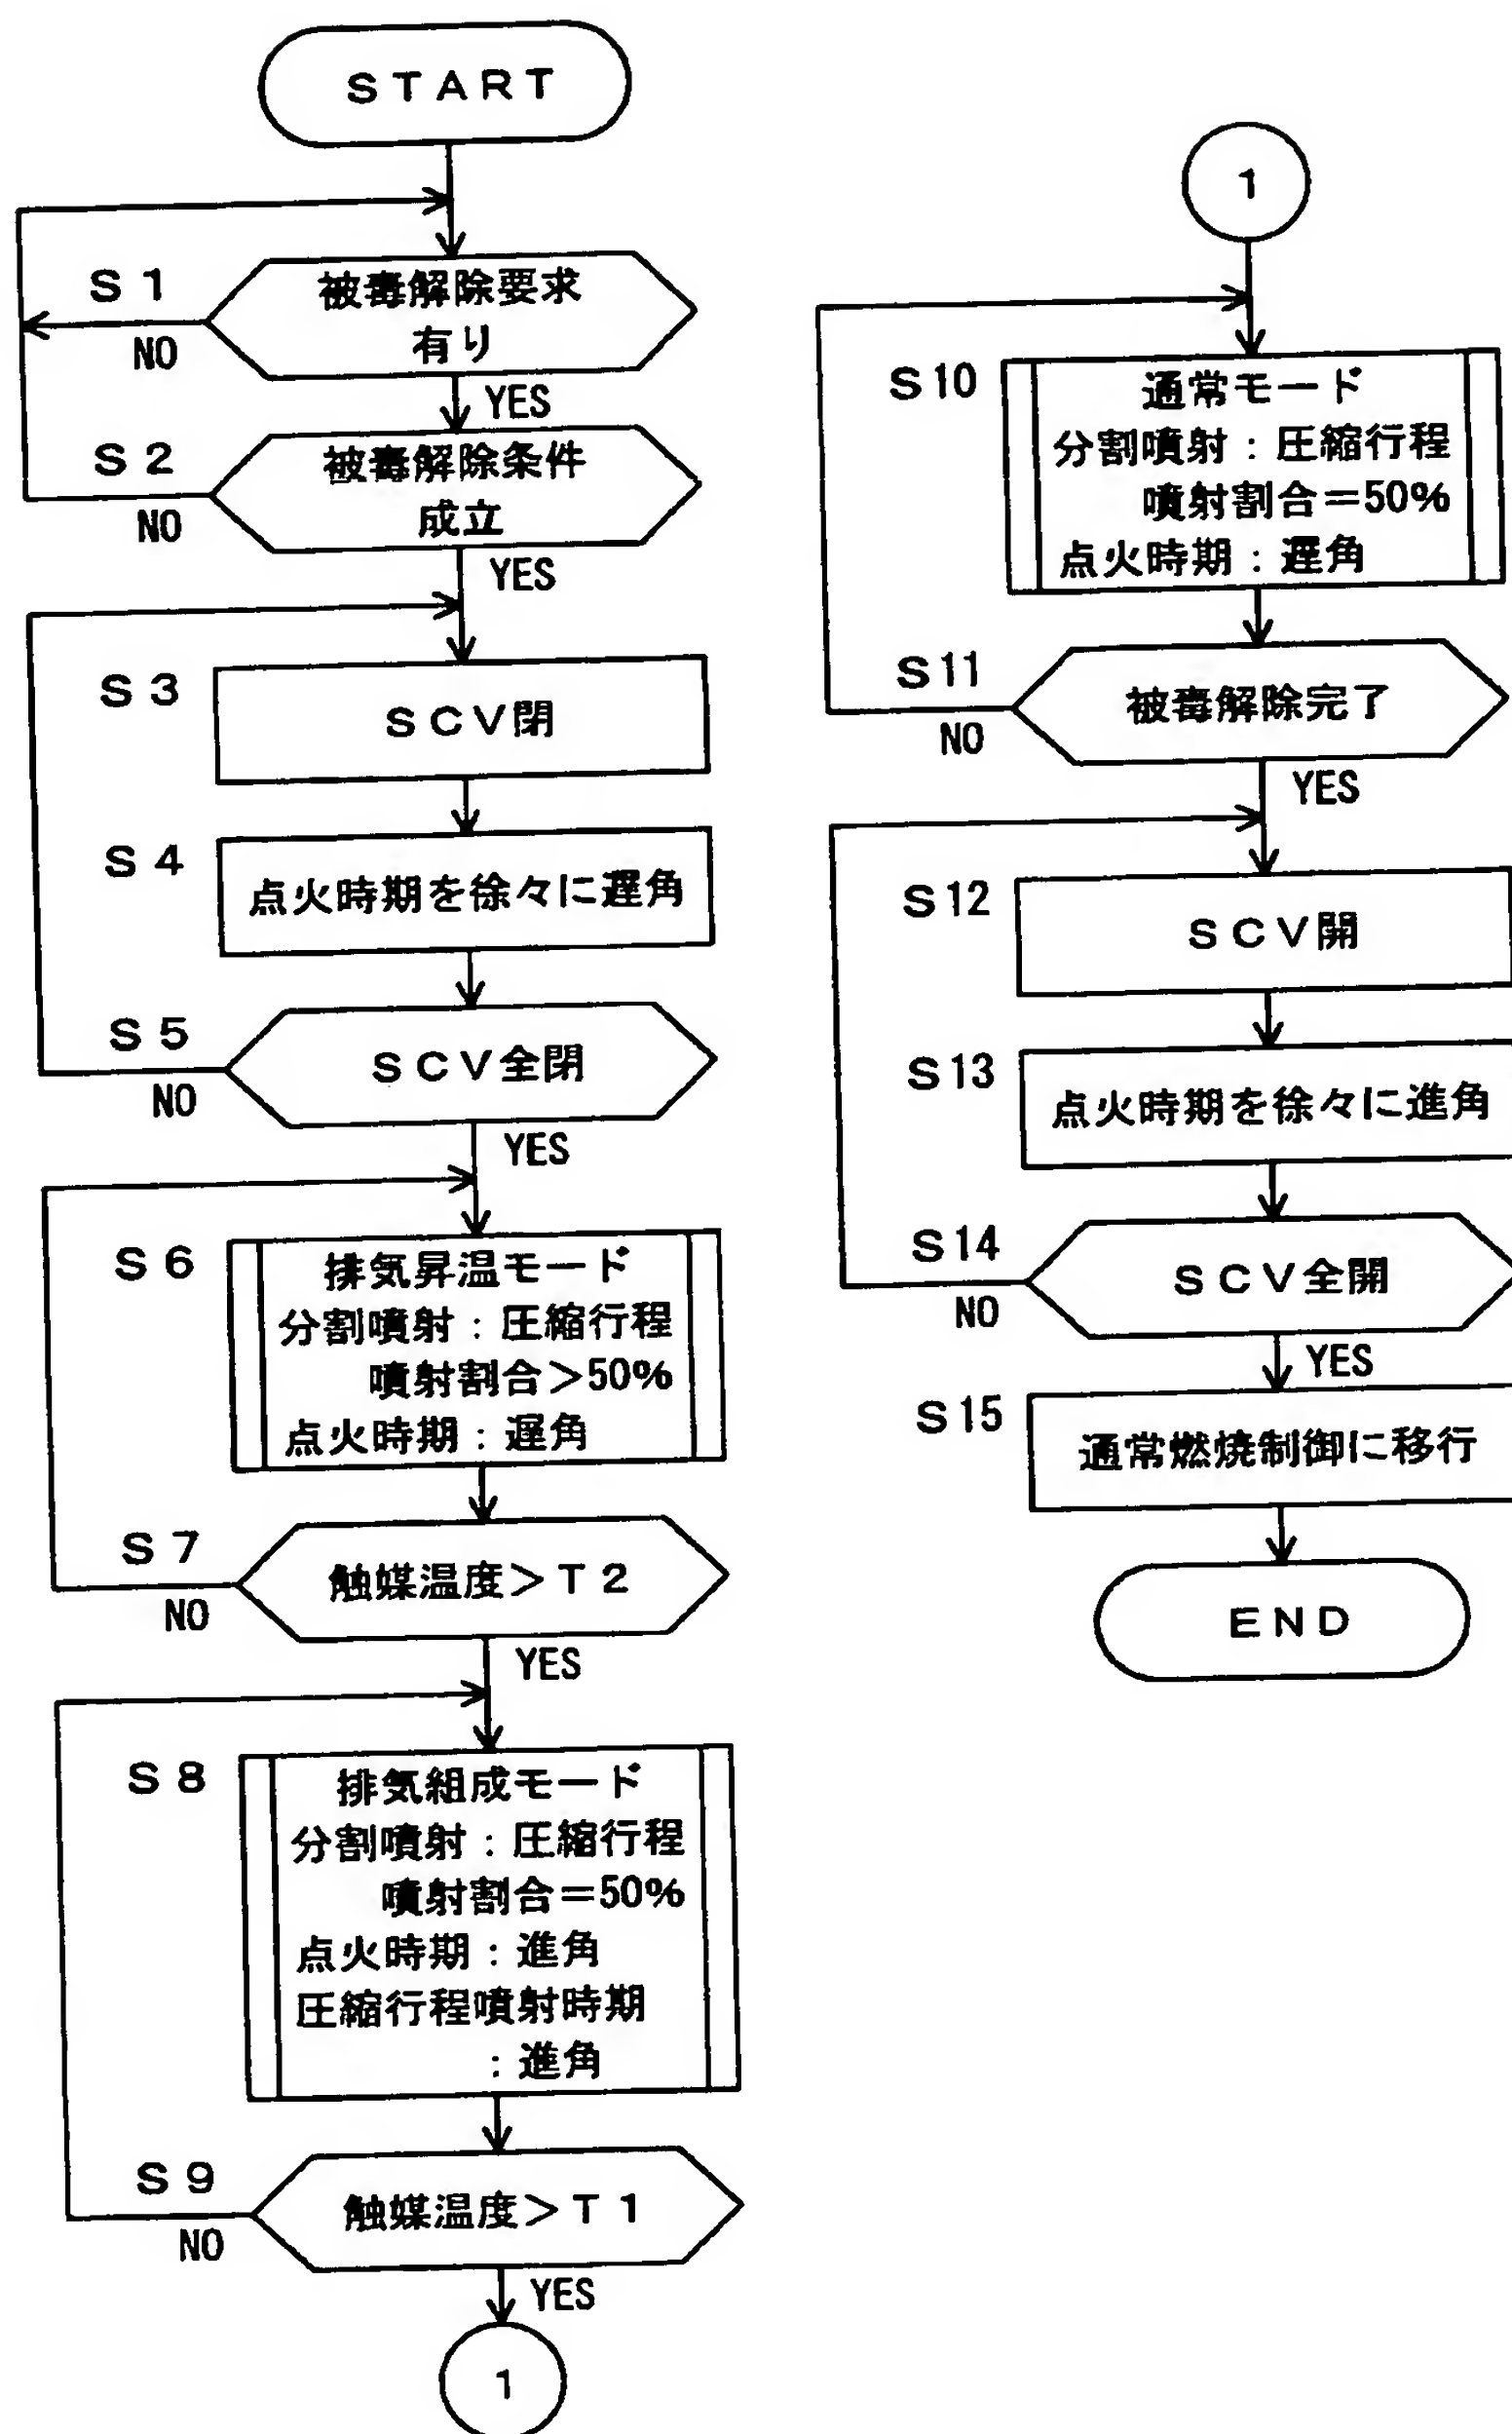 START
S1
被毒解除要求
有り
NO
YES
S2
被毒解除条件
成立
NO
YES
S3
SCV閉
S4
点火時期を徐々に遅角
S5
SCV全閉
NO
YES
S6
排気昇温モード
分割噴射：圧縮行程
噴射割合＞50%
点火時期：遅角
S7
触媒温度＞T2
NO
YES
S8
排気組成モード
分割噴射：圧縮行程
噴射割合＝50%
点火時期：進角
圧縮行程噴射時期
：進角
S9
触媒温度＞T1
NO
YES
1
1
S10
通常モード
分割噴射：圧縮行程
噴射割合＝50%
点火時期：遅角
S11
被毒解除完了
NO
YES
S12
SCV開
S13
点火時期を徐々に進角
S14
SCV全開
NO
YES
S15
通常燃焼制御に移行
END